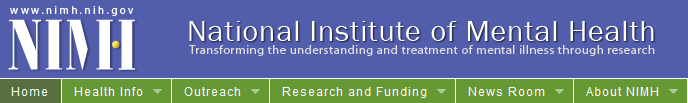 www.nimh.nih.gov
NIMH
National Institute of Mental Health
Transforming the understanding and treatment of mental illness through research
Home Health Info Outreach Research and Funding News Room About NIMH